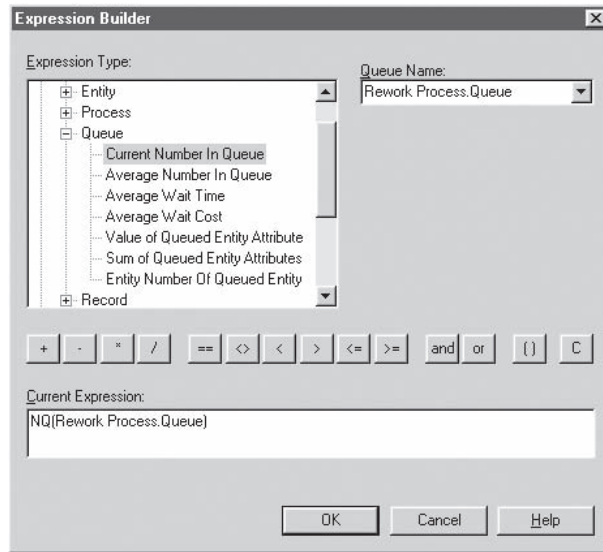 Expression Builder
Expression Type:
Entity
Process
Queue
Current Number In Queue
Average Number In Queue
Average Wait Time
Average Wait Cost
Value of Queued Entity Attribute
Sum of Queued Entity Attributes
Entity Number Of Queued Entity
Record
Queue Name:
Rework Process.Queue
+ - * / == <> < > <= >= and or () C
Current Expression:
NQ(Rework Process.Queue)
OK Cancel Help